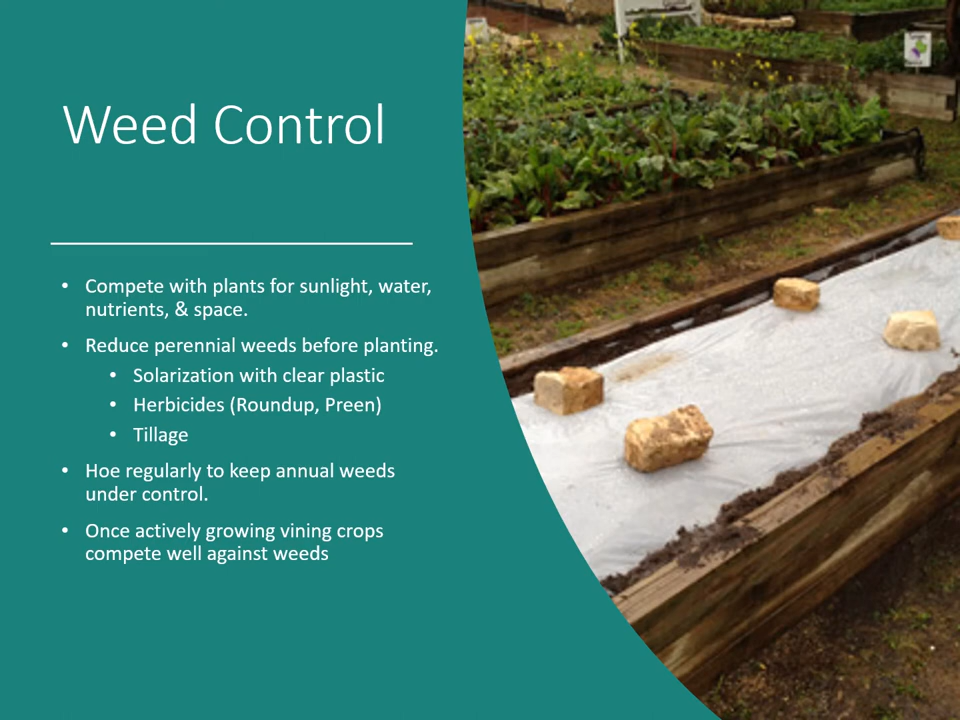 Weed Control
• Compete with plants for sunlight, water,
nutrients, & space.
• Reduce perennial weeds before planting.
• Solarization with clear plastic
• Herbicides (Roundup, Preen)
• Tillage
• Hoe regularly to keep annual weeds
under control.
• Once actively growing vining crops
compete well against weeds